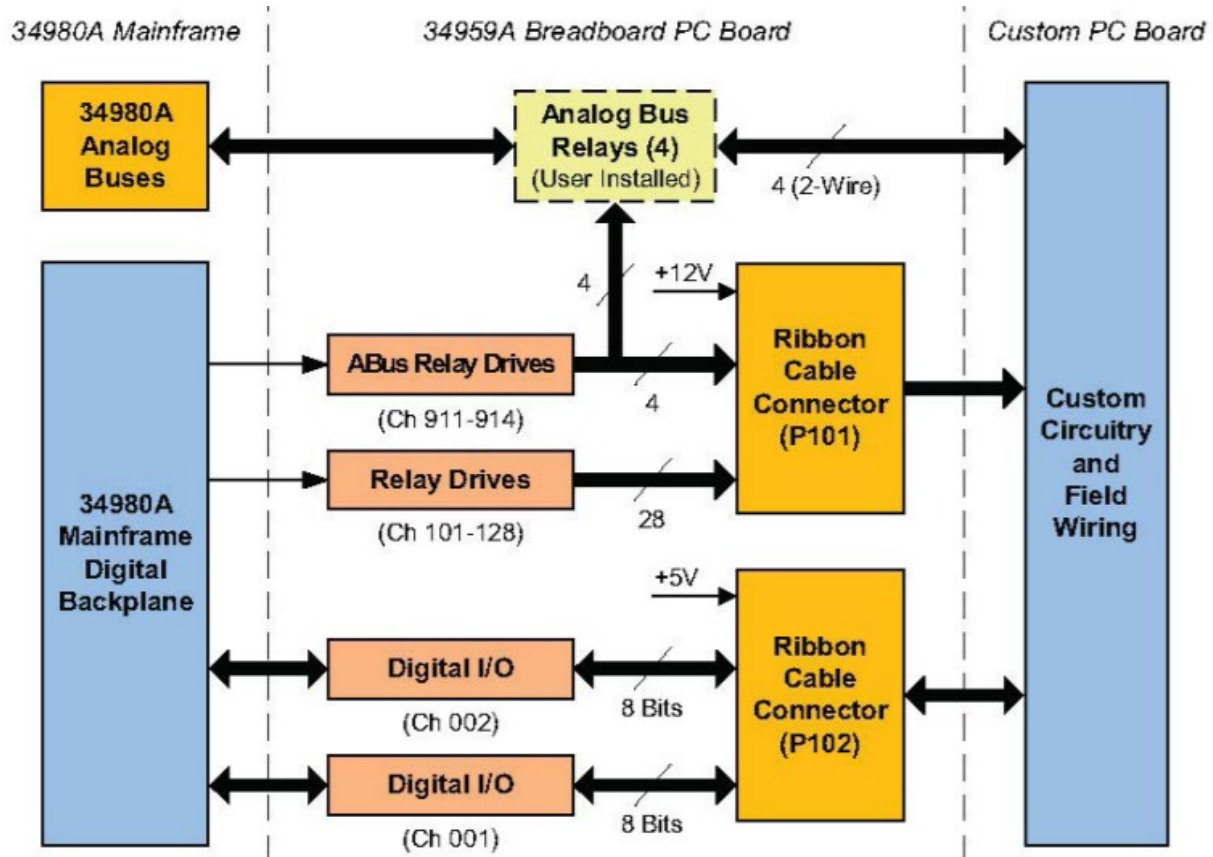 34980A Mainframe
34959A Breadboard PC Board
Custom PC Board
34980A
Analog
Buses
Analog Bus
Relays (4)
(User Installed)
4 (2-Wire)
4
+12V
ABus Relay Drives
(Ch 911-914)
4
Relay Drives
(Ch 101-128)
28
Ribbon
Cable
Connector
(P101)
Custom
Circuitry
and
Field
Wiring
34980A
Mainframe
Digital
Backplane
+5V
Digital I/O
(Ch 002)
8 Bits
Digital I/O
(Ch 001)
8 Bits
Ribbon
Cable
Connector
(P102)